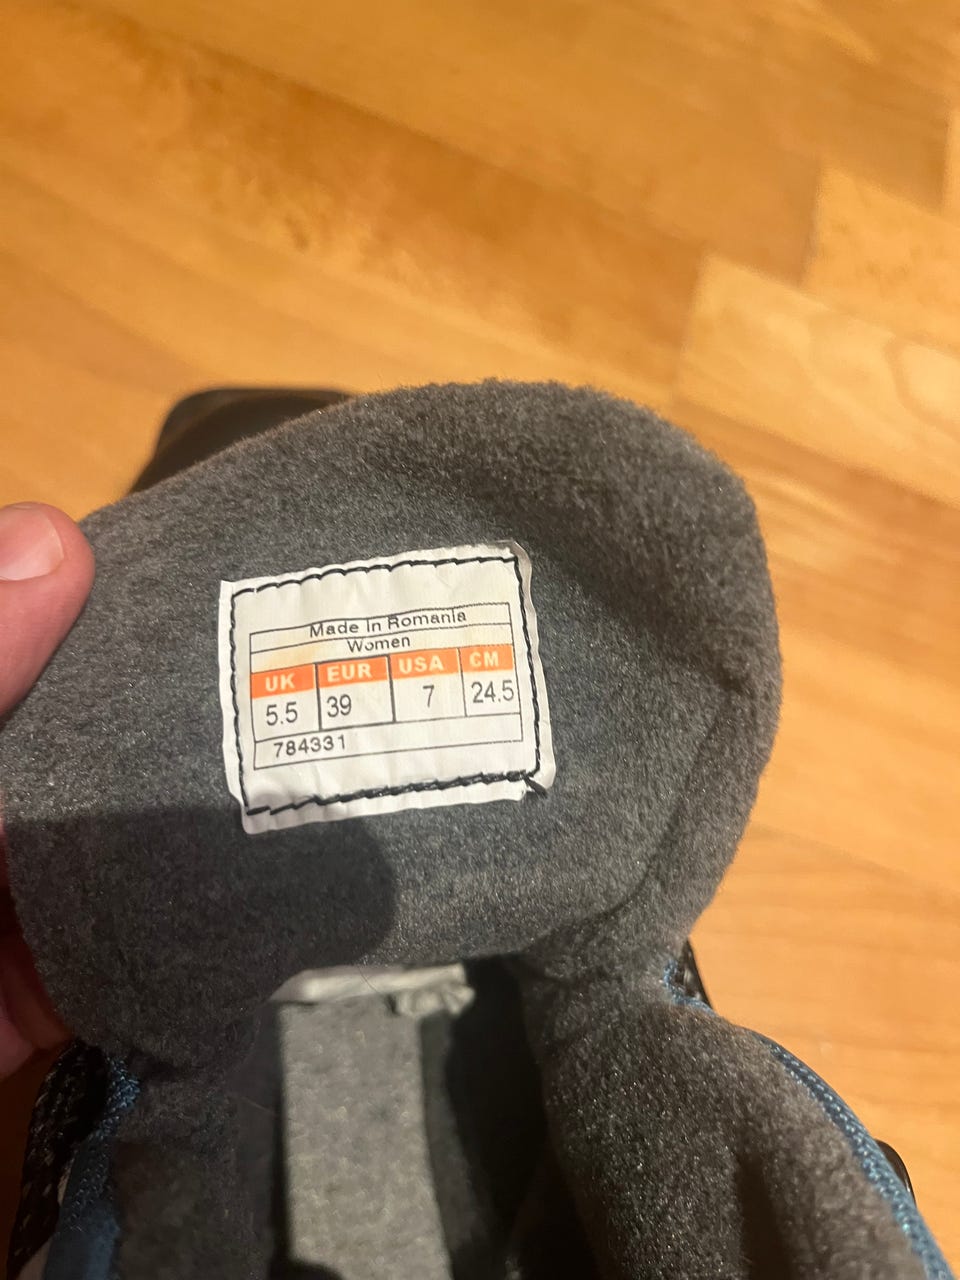 Made In Romania
Women
UK EUR USA CM
5.5 39 7 24.5
784331